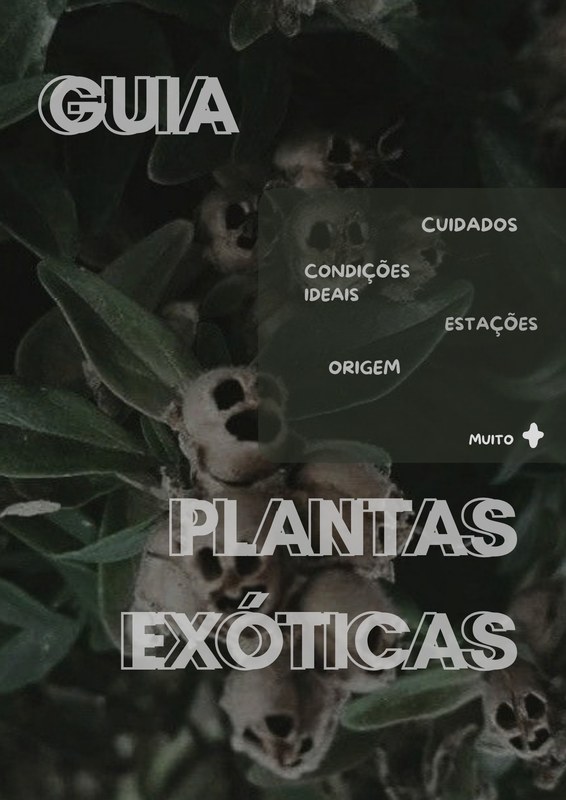 GUIA
CUIDADOS
CONDIÇÕES
IDEAIS
ESTAÇÕES
ORIGEM
MUITO +
PLANTAS
EXÓTICAS